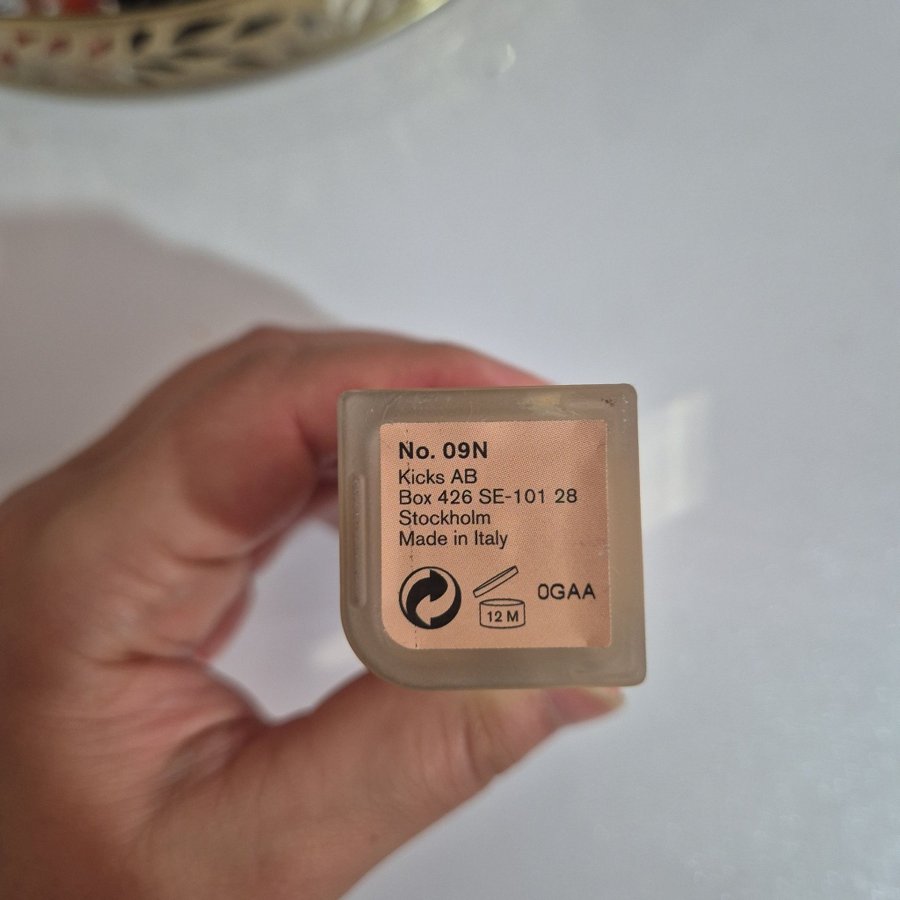 No. 09N
Kicks AB
Box 426 SE-101 28
Stockholm
Made in Italy
12 M
0GAA